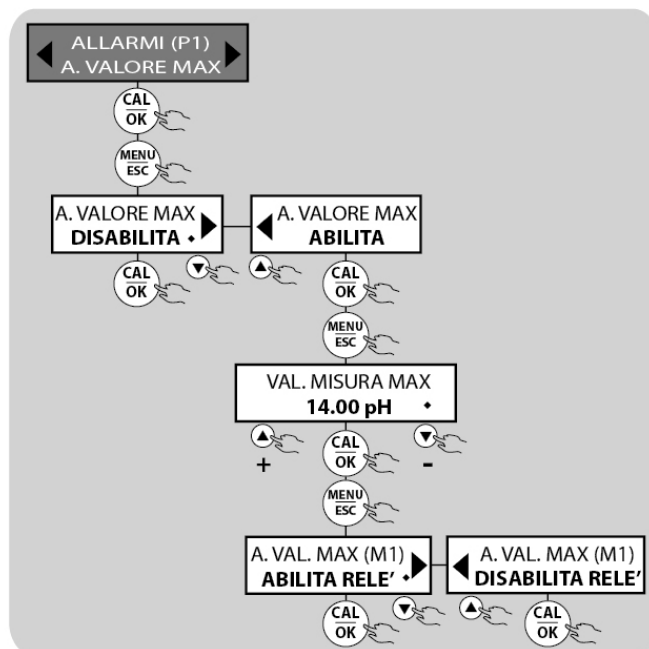 ALLARMI (P1)
A. VALORE MAX
CAL
OK
MENU
ESC
A. VALORE MAX
DISABILITA
A. VALORE MAX
ABILITA
CAL
OK
CAL
OK
MENU
ESC
VAL. MISURA MAX
14.00 pH
+
CAL
OK
-
MENU
ESC
A. VAL. MAX (M1)
ABILITA RELE’
A. VAL. MAX (M1)
DISABILITA RELE’
CAL
OK
CAL
OK